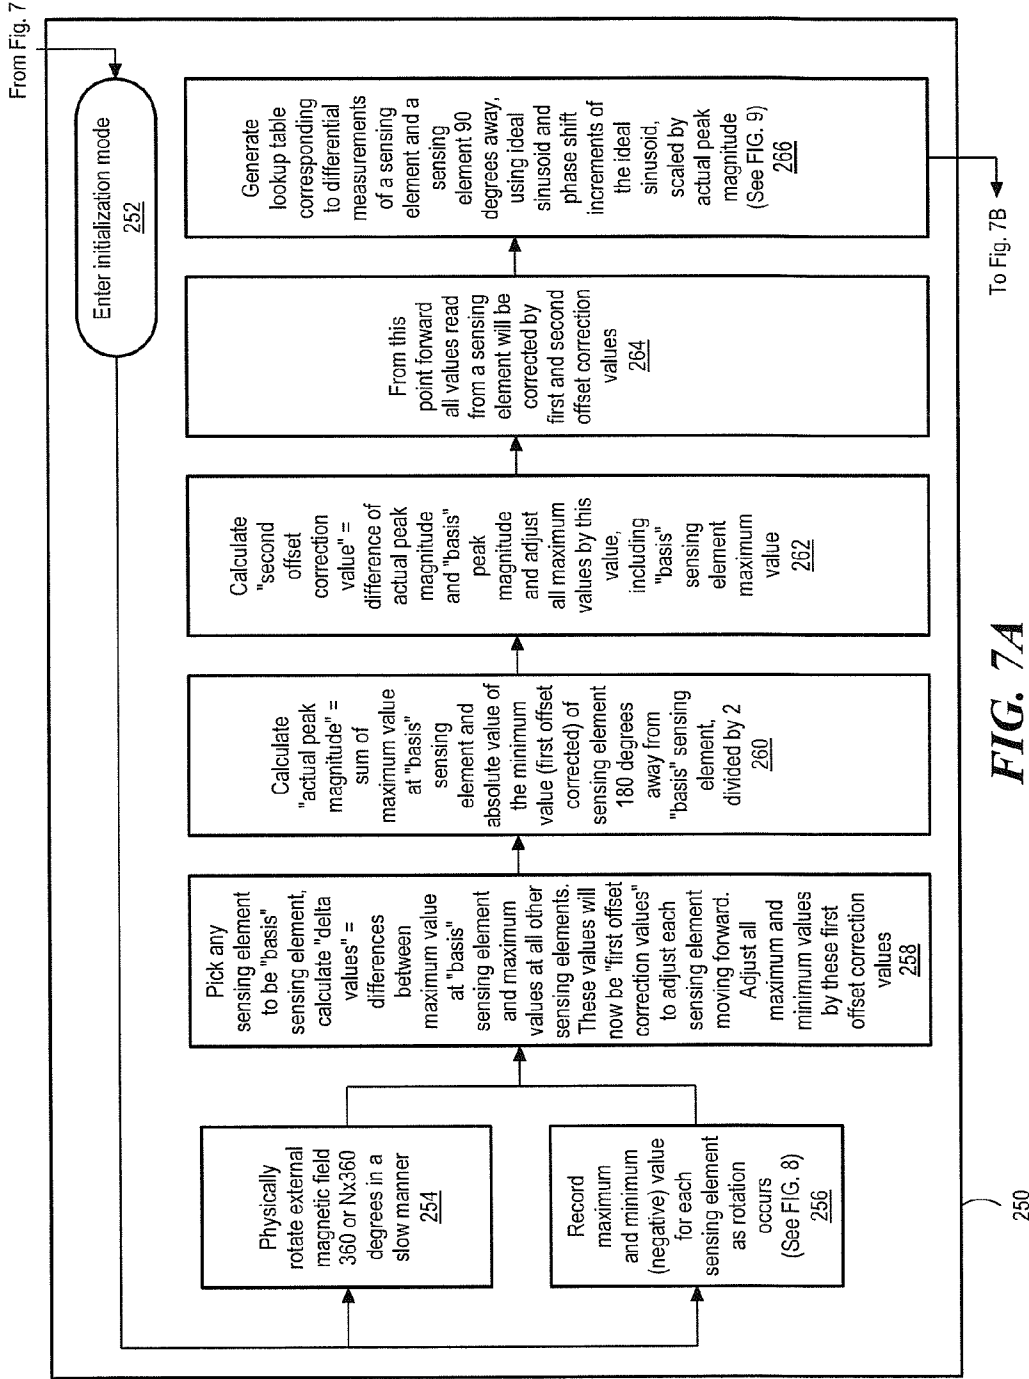 From Fig. 7
Enter initialization mode
252
Physically
rotate external
magnetic field
360 or Nx360
degrees in a
slow manner
254
Record
maximum
and minimum
(negative) value
for each
sensing element
as rotation
occurs
(See FIG. 8)
256
Pick any
sensing element
to be "basis"
sensing element,
calculate "delta
values" =
differences
between
maximum value
at "basis"
sensing element
and maximum
values at all other
sensing elements.
These values will
now be "first offset
correction values"
to adjust each
sensing element
moving forward.
Adjust all
maximum and
minimum values
by these first
offset correction
values
258
Calculate
"actual peak
magnitude" =
sum of
maximum value
at "basis"
sensing
element and
absolute value of
the minimum
value (first offset
corrected) of
sensing element
180 degrees
away from
"basis" sensing
element,
divided by 2
260
Calculate
"second
offset
correction
value" =
difference of
actual peak
magnitude
and "basis"
peak
magnitude
and adjust
all maximum
values by this
value,
including
"basis"
sensing
element
maximum
value
262
From this
point forward
all values read
from a sensing
element will be
corrected by
first and second
offset correction
values
264
Generate
lookup table
corresponding
to differential
measurements
of a sensing
element and a
sensing
element 90
degrees away,
using ideal
sinusoid and
phase shift
increments of
the ideal
sinusoid,
scaled by
actual peak
magnitude
(See FIG. 9)
266
To Fig. 7B
250
FIG. 7A